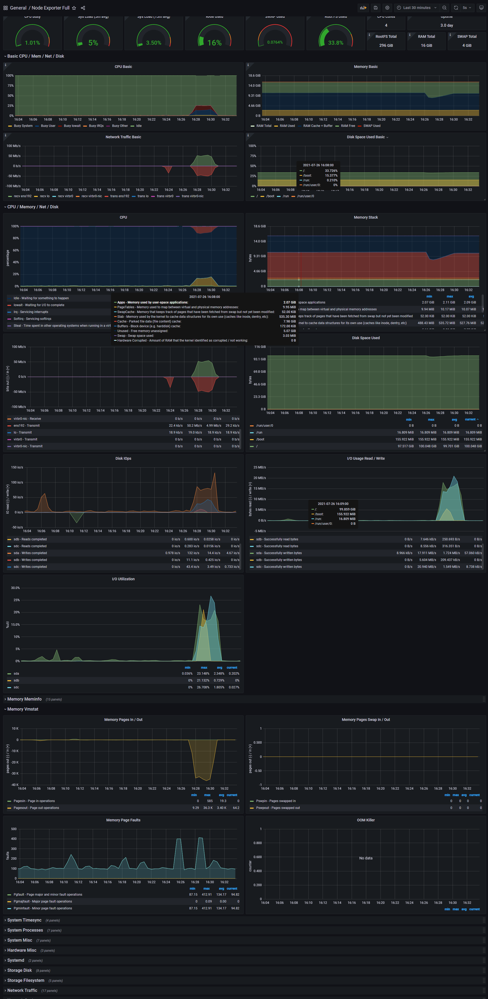 General / Node Exporter Full
Last 30 minutes
5s
CPU Busy
Sys Load (5m avg)
Sys Load (15m avg)
RAM Used
SWAP Used
Root FS Used
CPU Cores
Uptime
1.01%
5%
3.50%
16%
0.0764%
33.8%
4
3.0 day
RootFS Total
RAM Total
SWAP Total
296 GiB
16 GiB
4 GiB
Basic CPU / Mem / Net / Disk
CPU Basic
100%
75%
50%
25%
0%
16:04 16:06 16:08 16:10 16:12 16:14 16:16 16:18 16:20 16:22 16:24 16:26 16:28 16:30 16:32
Busy System Busy User Busy Iowait Busy IRQs Busy Other Idle
Memory Basic
18.6 GiB
14.0 GiB
9.31 GiB
4.66 GiB
0 B
16:04 16:06 16:08 16:10 16:12 16:14 16:16 16:18 16:20 16:22 16:24 16:26 16:28 16:30 16:32
RAM Total RAM Used RAM Cache + Buffer RAM Free SWAP Used
Network Traffic Basic
100 Mb/s
50 Mb/s
0 b/s
-50 Mb/s
-100 Mb/s
16:04 16:06 16:08 16:10 16:12 16:14 16:16 16:18 16:20 16:22 16:24 16:26 16:28 16:30 16:32
recv ens192 recv lo recv virbr0 recv virbr0-nic trans ens192 trans lo trans virbr0 trans virbr0-nic
Disk Space Used Basic
100%
75%
50%
25%
0%
2021-07-26 16:08:00
/: 33.726%
/boot: 15.377%
/run: 0.210%
/run/user/0: 0%
16:04 16:06 16:08 16:16 16:18 16:20 16:22 16:24 16:26 16:28 16:30 16:32
/ /boot /run /run/user/0
CPU / Memory / Net / Disk
CPU
percentage
100%
80%
60%
40%
20%
0%
16:04 16:06 16:08 16:10 16:12 16:14 16:16 16:18 16:20 16:22 16:24 16:26 16:28 16:30 16:32
Idle - Waiting for something to happen
Iowait - Waiting for I/O to complete
Irq - Servicing interrupts
Softirq - Servicing softirqs
Steal - Time spent in other operating systems when running in a virt
Memory Stack
bytes
18.6 GiB
14.0 GiB
9.31 GiB
4.66 GiB
0 B
16:04 16:06 16:08 16:10 16:12 16:14 16:16 16:18 16:20 16:22 16:24 16:26 16:28 16:30 16:32
min max avg
space applications 2.07 GiB 2.11 GiB 2.09 GiB
map between virtual and physical memory addresses 9.94 MiB 10.17 MiB 10.07 MiB
eps track of pages that have been fetched from swap but not yet been modified 52.00 KiB 52.00 KiB 52.00 KiB
rnel to cache data structures for its own use (caches like inode, dentry, etc) 488.43 MiB 535.72 MiB 527.76 MiB 52
2021-07-26 16:08:00
Apps - Memory used by user-space applications: 2.07 GiB
PageTables - Memory used to map between virtual and physical memory addresses: 9.95 MiB
SwapCache - Memory that keeps track of pages that have been fetched from swap but not yet been modified: 52.00 KiB
Slab - Memory used by the kernel to cache data structures for its own use (caches like inode, dentry, etc): 535.30 MiB
Cache - Parked file data (file content) cache: 7.98 GiB
Buffers - Block device (e.g. harddisk) cache: 172.00 KiB
Unused - Free memory unassigned: 5.07 GiB
Swap - Swap space used: 3.03 MiB
Hardware Corrupted - Amount of RAM that the kernel identified as corrupted / not working: 0 B
bits out (-) / in (+)
100 Mb/s
50 Mb/s
0 b/s
-50 Mb/s
-100 Mb/s
16:04 16:06 16:08 16:10 16:12 16:14 16:16 16:18 16:20 16:22 16:24 16:26 16:28 16:30 16:32
virbr0-nic - Receive 0 b/s 0 b/s 0 b/s 0 b/s
ens192 - Transmit 22.4 kb/s 50.2 Mb/s 4.99 Mb/s 29.2 kb/s
lo - Transmit 18.9 kb/s 19.0 kb/s 18.9 kb/s 18.9 kb/s
virbr0 - Transmit 0 b/s 0 b/s 0 b/s 0 b/s
virbr0-nic - Transmit 0 b/s 0 b/s 0 b/s 0 b/s
Disk Space Used
bytes
116 GiB
93.1 GiB
69.8 GiB
46.6 GiB
23.3 GiB
0 B
16:04 16:06 16:08 16:10 16:12 16:14 16:16 16:18 16:20 16:22 16:24 16:26 16:28 16:30 16:32
min max avg current
/run/user/0 0 B 0 B 0 B 0 B
/run 16.809 MiB 16.809 MiB 16.809 MiB 16.809 MiB
/boot 155.922 MiB 155.922 MiB 155.922 MiB 155.922 MiB
/ 97.517 GiB 100.048 GiB 99.701 GiB 100.048 GiB
Disk IOps
IO read (-) / write (+)
150 io/s
100 io/s
50 io/s
0 io/s
-50 io/s
16:04 16:06 16:08 16:10 16:12 16:14 16:16 16:18 16:20 16:22 16:24 16:26 16:28 16:30 16:32
sdb - Reads completed 0 io/s 0.600 io/s 0.0258 io/s 0 io/s
sdc - Reads completed 0 io/s 0.283 io/s 0.0156 io/s 0 io/s
sda - Writes completed 0.978 io/s 132 io/s 14.4 io/s 4.67 io/s
sdb - Writes completed 0 io/s 11.1 io/s 0.425 io/s 0 io/s
sdc - Writes completed 0 io/s 43.4 io/s 3.49 io/s 0.733 io/s
I/O Usage Read / Write
bytes read (-) / write (+)
25 MB/s
20 MB/s
15 MB/s
10 MB/s
5 MB/s
0 B/s
-5 MB/s
2021-07-26 16:09:00
/: 99.859 GiB
/boot: 155.922 MiB
/run: 16.809 MiB
/run/user/0: 0 B
sdb - Successfully read bytes 0 B/s 7.646 kB/s 250.693 B/s 0 B/s
sdc - Successfully read bytes 0 B/s 8.556 kB/s 316.351 B/s 0 B/s
sda - Successfully written bytes 8.966 kB/s 17.911 MB/s 1.724 MB/s 57.060 kB/s
sdb - Successfully written bytes 0 B/s 5.604 MB/s 209.437 kB/s 0 B/s
sdc - Successfully written bytes 0 B/s 20.940 MB/s 1.549 MB/s 8.738 kB/s
I/O Utilization
%util
30.0%
25%
20%
15.0%
10%
5%
0%
min max avg current
sda 0.036% 23.148% 2.348% 0.202%
sdb 0% 21.132% 0.729% 0%
sdc 0% 26.708% 1.805% 0.027%
Memory Meminfo (15 panels)
Memory Vmstat
Memory Pages In / Out
pages out (-) / in (+)
10 K
0
-10 K
-20 K
-30 K
-40 K
16:04 16:06 16:08 16:10 16:12 16:14 16:16 16:18 16:20 16:22 16:24 16:26 16:28 16:30 16:32
min max avg current
Pagesin - Page in operations 0 585 19.3 0
Pagesout - Page out operations 9.29 36.3 K 3.40 K 64.2
Memory Pages Swap In / Out
pages out (-) / in (+)
1
0.500
0
-0.50
-1
16:04 16:06 16:08 16:10 16:12 16:14 16:16 16:18 16:20 16:22 16:24 16:26 16:28 16:30 16:32
min max avg current
Pswpin - Pages swapped in 0 0 0 0
Pswpout - Pages swapped out 0 0 0 0
Memory Page Faults
faults
500
400
300
200
100
0
16:04 16:06 16:08 16:10 16:12 16:14 16:16 16:18 16:20 16:22 16:24 16:26 16:28 16:30 16:32
min max avg current
Pgfault - Page major and minor fault operations 87.15 412.91 134.17 94.82
Pgmajfault - Major page fault operations 0 0.09 0.00 0
Pgminfault - Minor page fault operations 87.15 412.91 134.17 94.82
OOM Killer
counter
1
0.800
0.600
0.400
0.200
0
No data
16:04 16:06 16:08 16:10 16:12 16:14 16:16 16:18 16:20 16:22 16:24 16:26 16:28 16:30 16:32
min max avg current
System Timesync (4 panels)
System Processes (7 panels)
System Misc (7 panels)
Hardware Misc (3 panels)
Systemd (2 panels)
Storage Disk (8 panels)
Storage Filesystem (5 panels)
Network Traffic (17 panels)